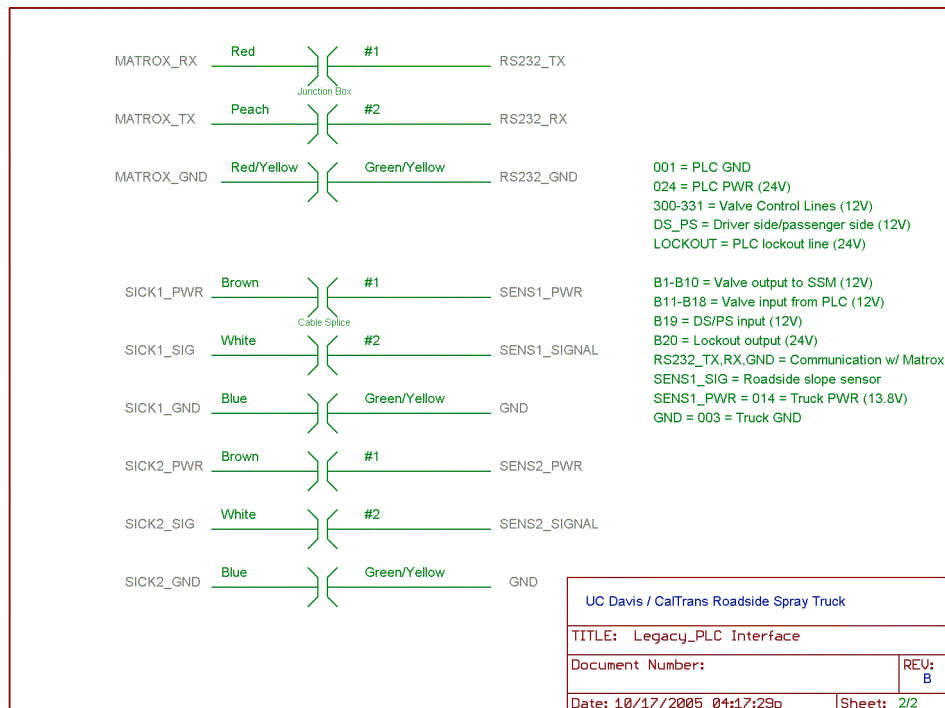 MATROX_RX Red #1 RS232_TX
Junction Box
MATROX_TX Peach #2 RS232_RX
MATROX_GND Red/Yellow Green/Yellow RS232_GND
001 = PLC GND
024 = PLC PWR (24V)
300-331 = Valve Control Lines (12V)
DS_PS = Driver side/passenger side (12V)
LOCKOUT = PLC lockout line (24V)
SICK1_PWR Brown #1 SENS1_PWR
Cable Splice
SICK1_SIG White #2 SENS1_SIGNAL
SICK1_GND Blue Green/Yellow GND
SICK2_PWR Brown #1 SENS2_PWR
SICK2_SIG White #2 SENS2_SIGNAL
SICK2_GND Blue Green/Yellow GND
B1-B10 = Valve output to SSM (12V)
B11-B18 = Valve input from PLC (12V)
B19 = DS/PS input (12V)
B20 = Lockout output (24V)
RS232_TX,RX,GND = Communication w/ Matrox
SENS1_SIG = Roadside slope sensor
SENS1_PWR = 014 = Truck PWR (13.8V)
GND = 003 = Truck GND
UC Davis / CalTrans Roadside Spray Truck
TITLE: Legacy_PLC Interface
Document Number:
REV:
B
Date: 10/17/2005 04:17:29p
Sheet: 2/2